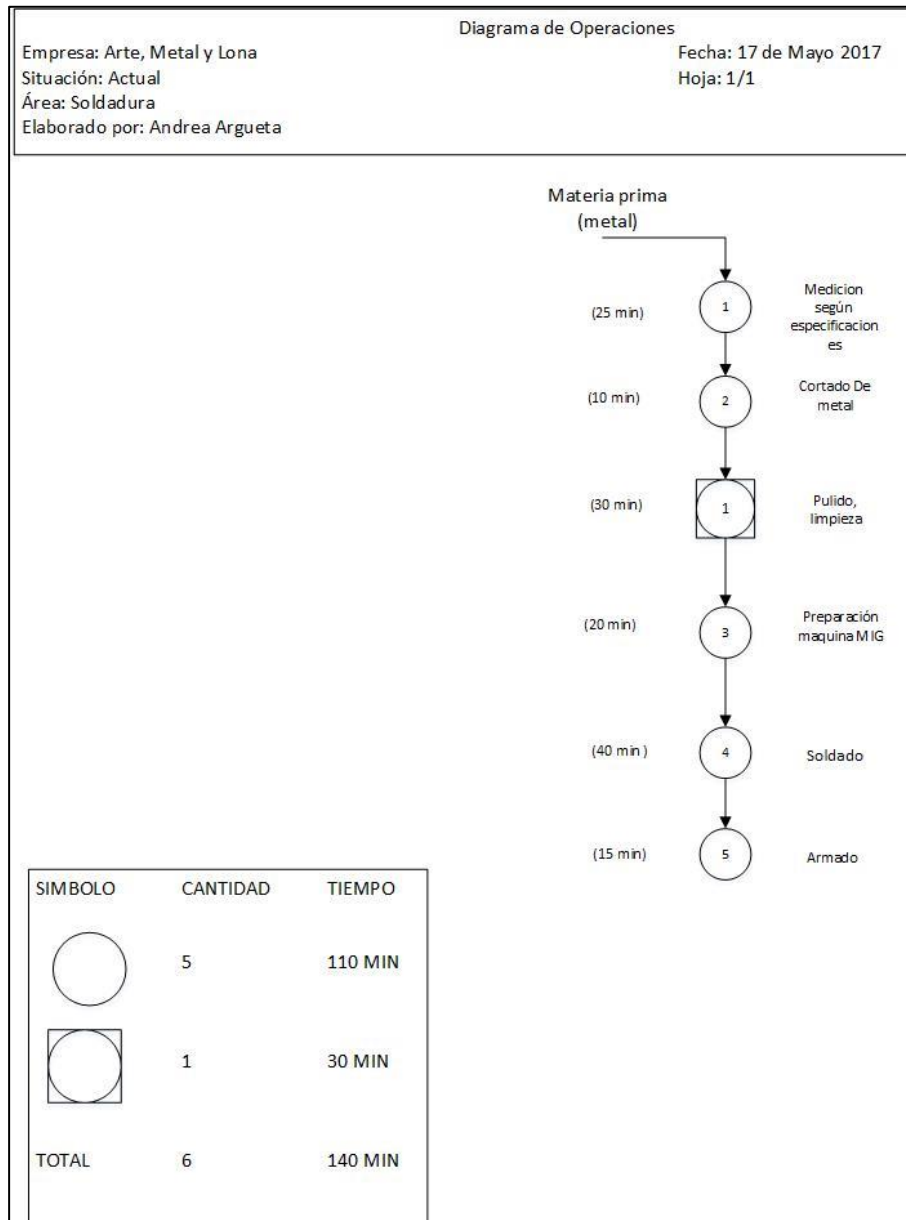 Diagrama de Operaciones
Empresa: Arte, Metal y Lona
Fecha: 17 de Mayo 2017
Situación: Actual
Hoja: 1/1
Área: Soldadura
Elaborado por: Andrea Argueta
Materia prima
(metal)
(25 min)
1
Medicion
según
especificacion
es
(10 min)
2
Cortado De
metal
(30 min)
1
Pulido,
limpieza
(20 min)
3
Preparación
maquina MIG
(40 min )
4
Soldado
(15 min)
5
Armado
SIMBOLO CANTIDAD TIEMPO
5 110 MIN
1 30 MIN
TOTAL 6 140 MIN